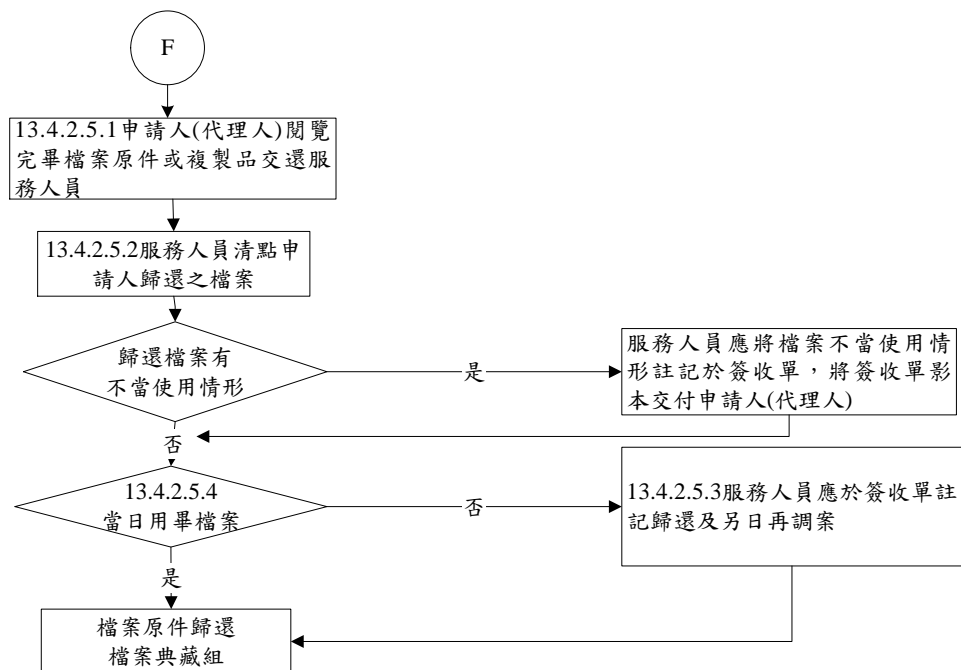 F
13.4.2.5.1申請人(代理人)閱覽
完畢檔案原件或複製品交還服
務人員
13.4.2.5.2服務人員清點申
請人歸還之檔案
歸還檔案有
不當使用情形
是
服務人員應將檔案不當使用情
形註記於簽收單，將簽收單影
本交付申請人(代理人)
否
13.4.2.5.4
當日用畢檔案
否
13.4.2.5.3服務人員應於簽收單註
記歸還及另日再調案
是
檔案原件歸還
檔案典藏組